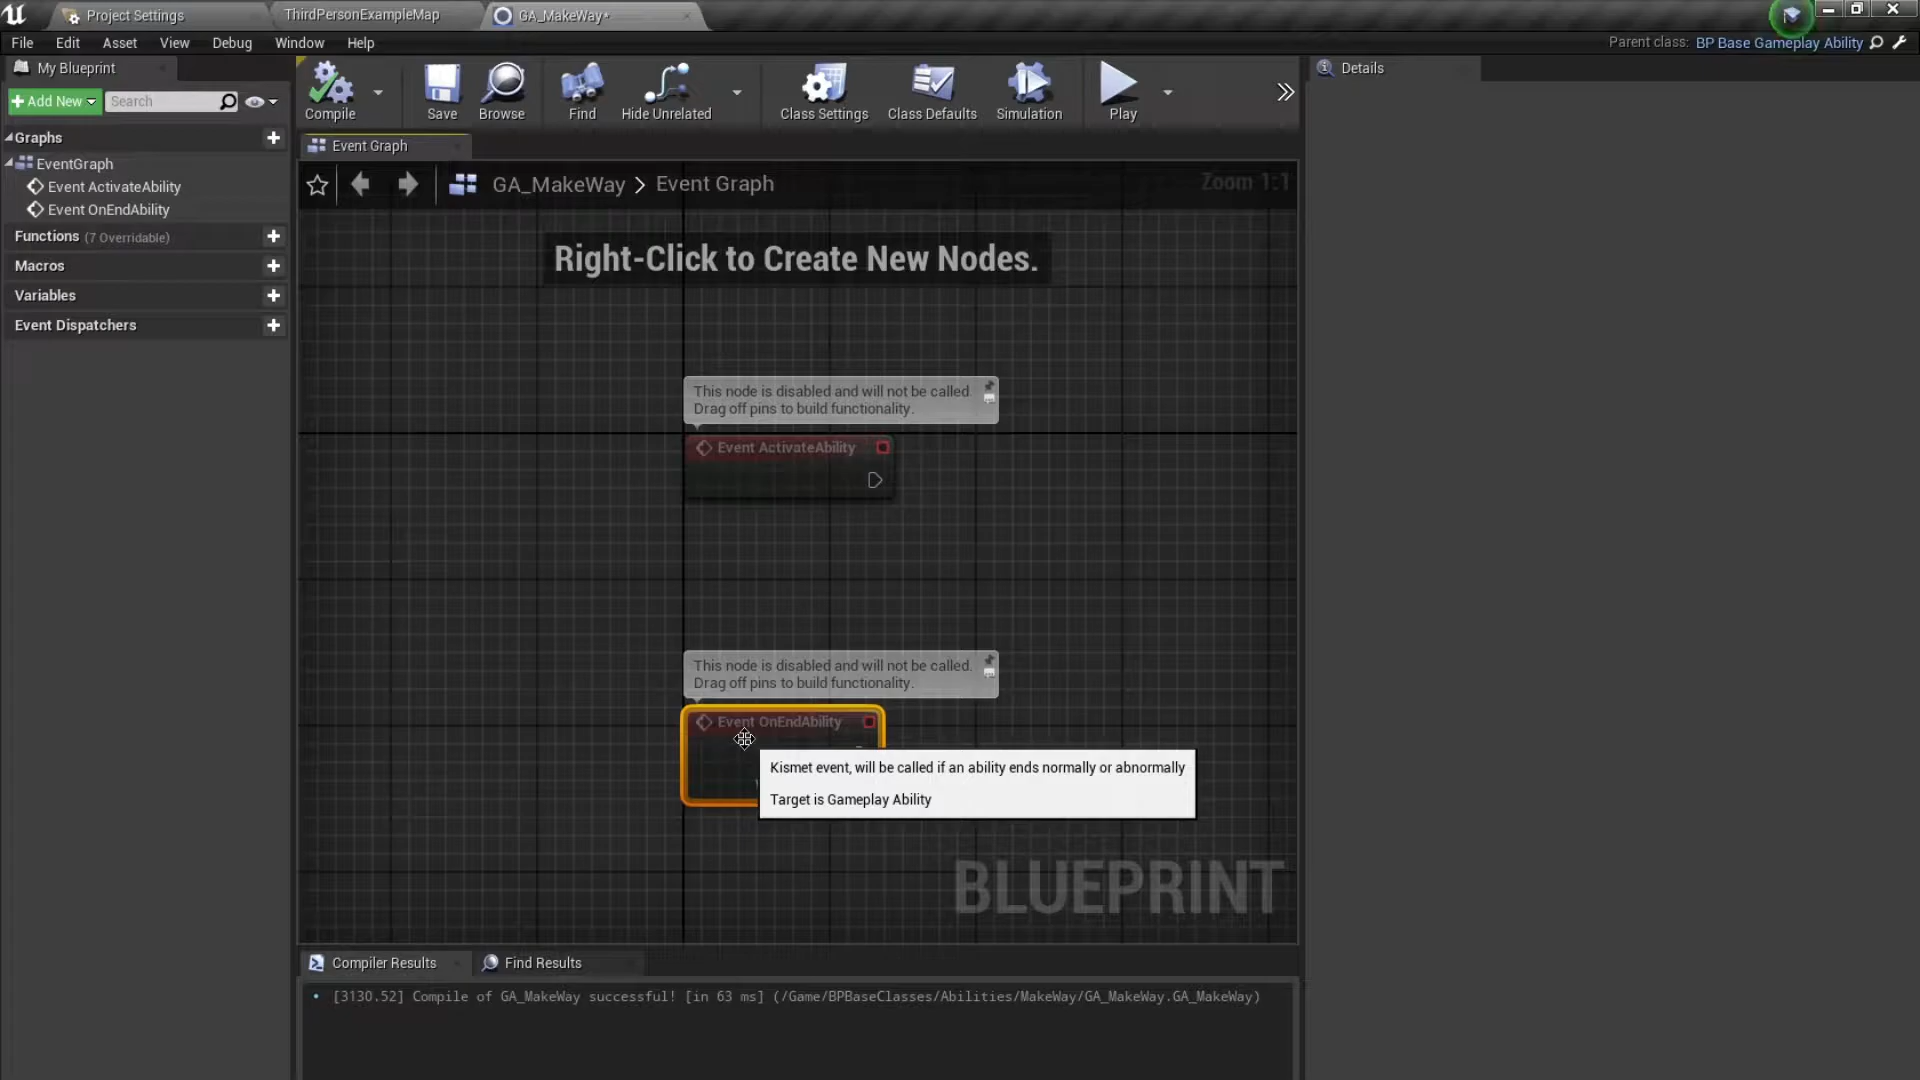 Project Settings
ThirdPersonExampleMap
GA_MakeWay*
File Edit Asset View Debug Window Help
Parent class: BP Base Gameplay Ability
My Blueprint
Details
Add New
Search
Compile
Save
Browse
Find
Hide Unrelated
Class Settings
Class Defaults
Simulation
Play
Graphs
EventGraph
Event ActivateAbility
Event OnEndAbility
Functions (7 Overridable)
Macros
Variables
Event Dispatchers
Event Graph
GA_MakeWay > Event Graph
Zoom 1:1
Right-Click to Create New Nodes.
This node is disabled and will not be called.
Drag off pins to build functionality.
Event ActivateAbility
This node is disabled and will not be called.
Drag off pins to build functionality.
Event OnEndAbility
Kismet event, will be called if an ability ends normally or abnormally
Target is Gameplay Ability
BLUEPRINT
Compiler Results
Find Results
• [3130.52] Compile of GA_MakeWay successful! [in 63 ms] (/Game/BPBaseClasses/Abilities/MakeWay/GA_MakeWay.GA_MakeWay)